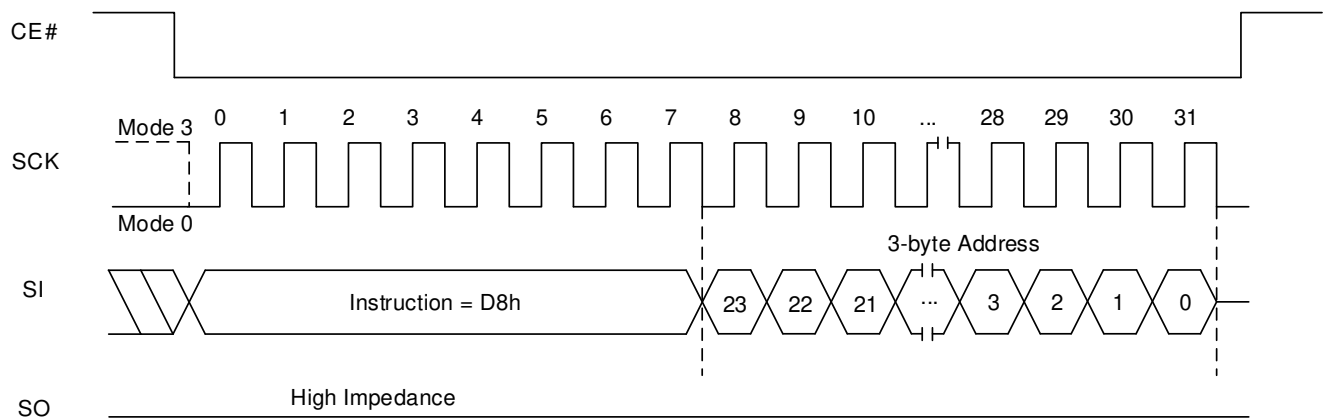 CE#
Mode 3
0 1 2 3 4 5 6 7 8 9 10 ... 28 29 30 31
SCK
Mode 0
3-byte Address
SI
Instruction = D8h
23 22 21 ... 3 2 1 0
High Impedance
SO